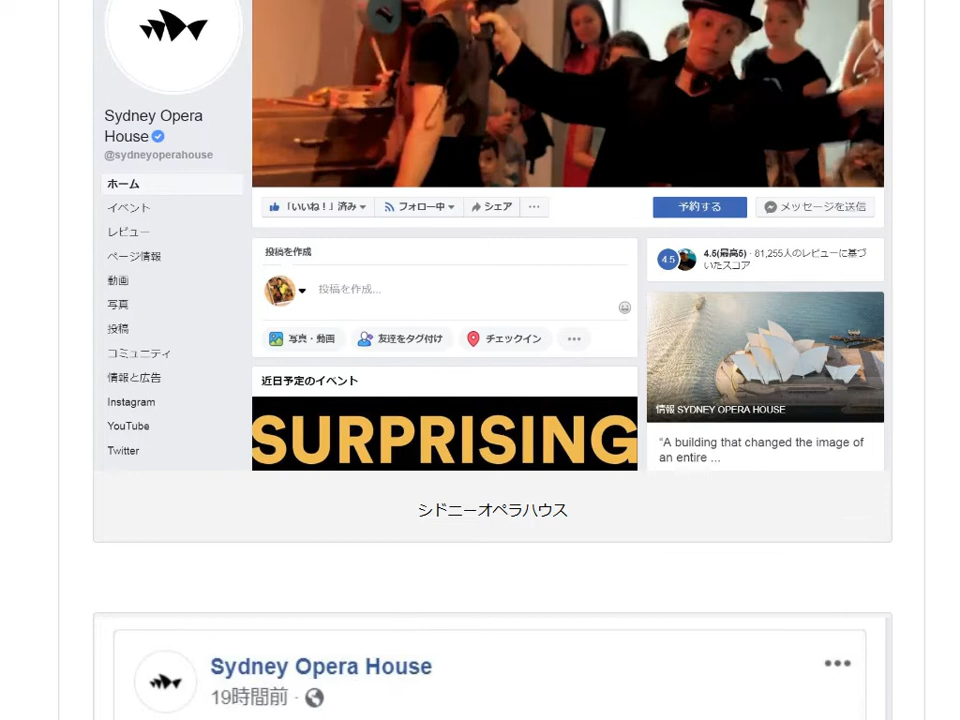 Sydney Opera
House
@sydneyoperahouse
ホーム
イベント
レビュー
ページ情報
動画
写真
投稿
コミュニティ
情報と広告
Instagram
YouTube
Twitter
「いいね！」済み
フォロー中
シェア
予約する
メッセージを送信
投稿を作成
投稿を作成...
写真・動画
友達をタグ付け
チェックイン
近日予定のイベント
SURPRISING
4.5
4.5(最高5) · 81,255人のレビューに基づ
いたスコア
情報 SYDNEY OPERA HOUSE
“A building that changed the image of
an entire ...
シドニーオペラハウス
Sydney Opera House
19時間前 ·